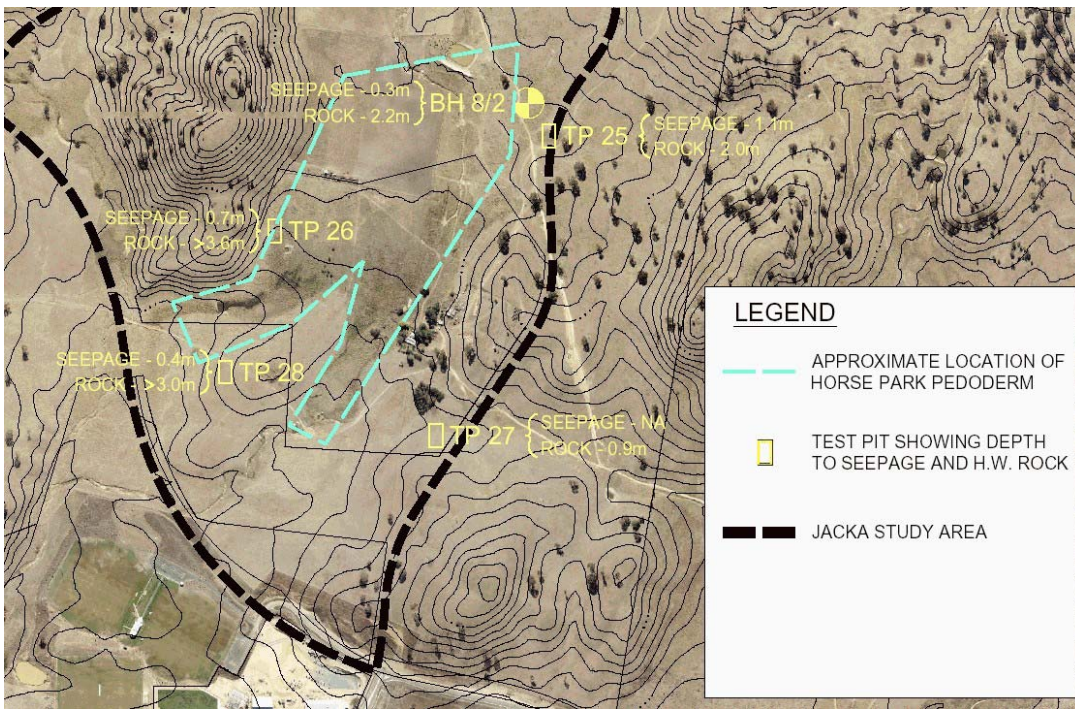 SEEPAGE - 0.3m
ROCK - 2.2m
BH 8/2
TP 25
SEEPAGE - 1.1m
ROCK - 2.0m
SEEPAGE - 0.7m
ROCK - >3.6m
TP 26
SEEPAGE - 0.4m
ROCK - >3.0m
TP 28
TP 27
SEEPAGE - NA
ROCK - 0.9m
LEGEND
APPROXIMATE LOCATION OF
HORSE PARK PEDODERM
TEST PIT SHOWING DEPTH
TO SEEPAGE AND H.W. ROCK
JACKA STUDY AREA